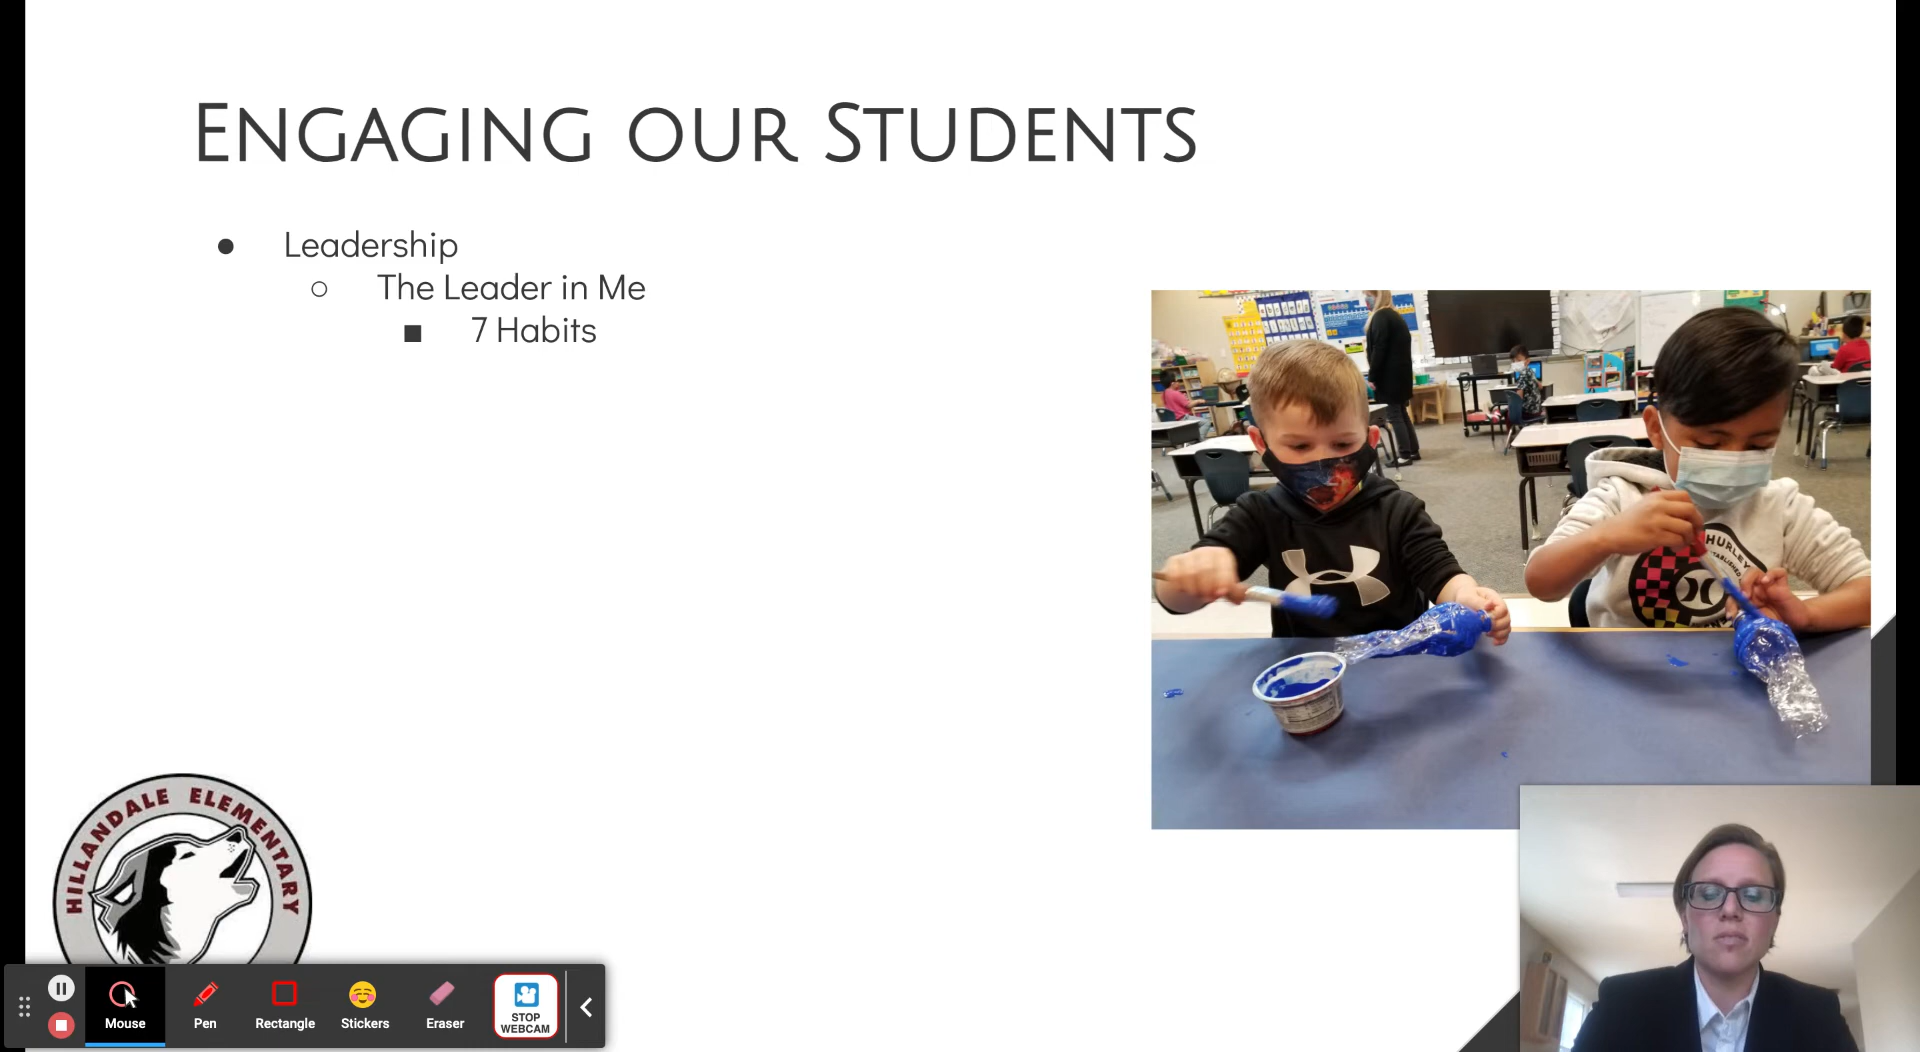 Engaging our Students
● Leadership
○ The Leader in Me
■ 7 Habits
HURLEY
HILLANDALE ELEMENTARY
Mouse
Pen
Rectangle
Stickers
Eraser
STOP
WEBCAM